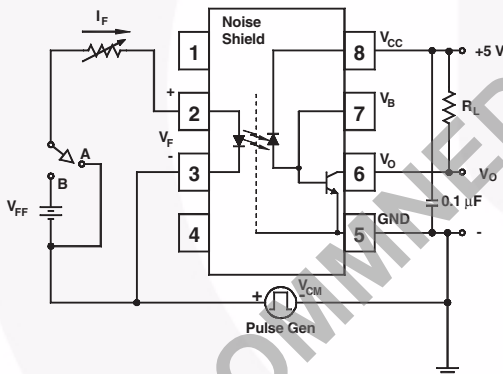 I_F
Noise
Shield
1
8
V_CC
+5 V
+
2
7
V_B
R_L
V_F
A
-
3
6
V_O
V_O
B
0.1 µF
V_FF
4
5
GND
-
+
-
V_CM
Pulse Gen
OMMNED